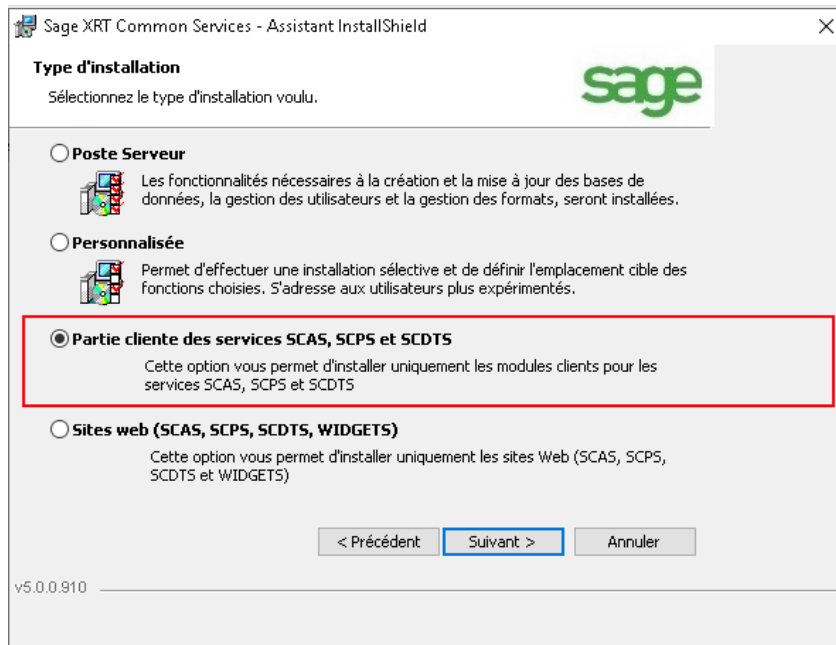 Sage XRT Common Services - Assistant InstallShield
Type d'installation
Sélectionnez le type d'installation voulu.
sage
Poste Serveur
Les fonctionnalités nécessaires à la création et la mise à jour des bases de
données, la gestion des utilisateurs et la gestion des formats, seront installées.
Personnalisée
Permet d'effectuer une installation sélective et de définir l'emplacement cible des
fonctions choisies. S'adresse aux utilisateurs plus expérimentés.
Partie cliente des services SCAS, SCPS et SCDTS
Cette option vous permet d'installer uniquement les modules clients pour les
services SCAS, SCPS et SCDTS
Sites web (SCAS, SCPS, SCDTS, WIDGETS)
Cette option vous permet d'installer uniquement les sites Web (SCAS, SCPS,
SCDTS et WIDGETS)
< Précédent Suivant > Annuler
v5.0.0.910